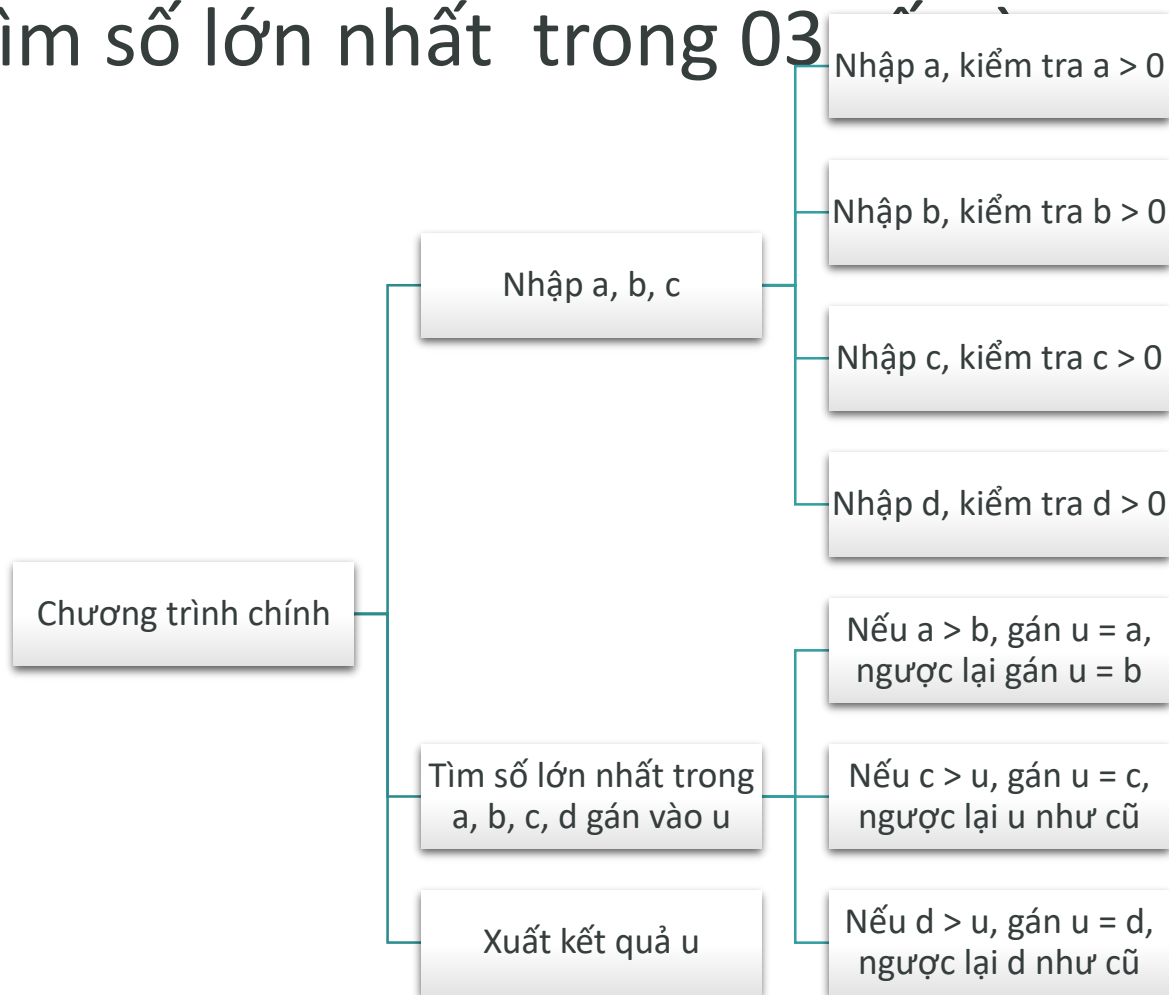 ìm số lớn nhất trong 03
Nhập a, kiểm tra a > 0
Nhập b, kiểm tra b > 0
Nhập a, b, c
Nhập c, kiểm tra c > 0
Nhập d, kiểm tra d > 0
Chương trình chính
Nếu a > b, gán u = a,
ngược lại gán u = b
Tìm số lớn nhất trong
a, b, c, d gán vào u
Nếu c > u, gán u = c,
ngược lại u như cũ
Xuất kết quả u
Nếu d > u, gán u = d,
ngược lại d như cũ